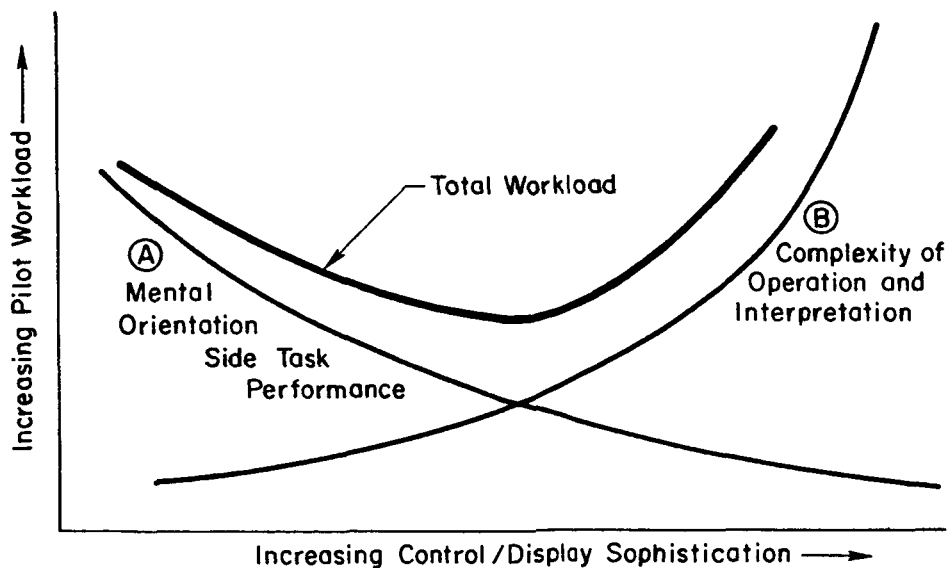 Increasing Pilot Workload
Total Workload
A
Mental
Orientation
Side Task
Performance
B
Complexity of
Operation and
Interpretation
Increasing Control/Display Sophistication